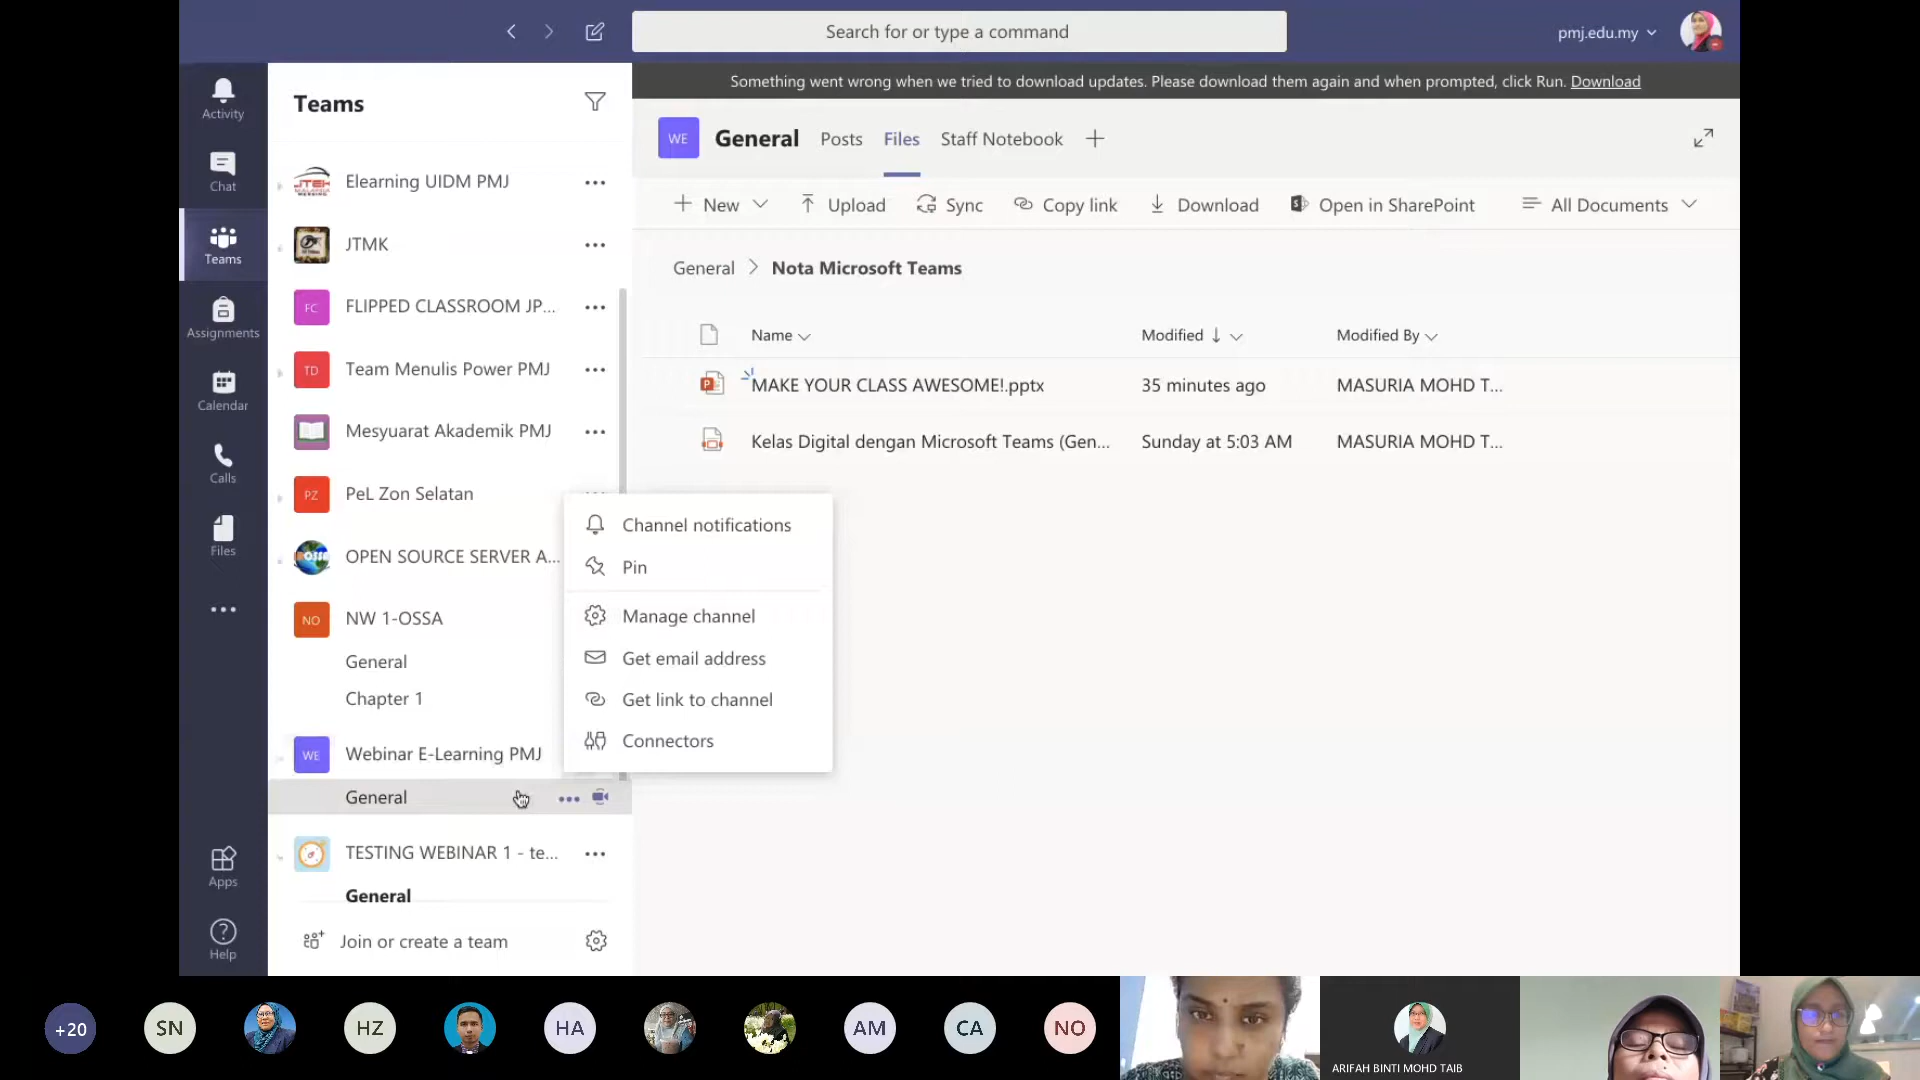 Search for or type a command
pmj.edu.my
Something went wrong when we tried to download updates. Please download them again and when prompted, click Run. Download
Activity
Chat
Teams
Assignments
Calendar
Calls
Files
Apps
Help
Teams
Elearning UIDM PMJ
JTMK
FC FLIPPED CLASSROOM JP...
TD Team Menulis Power PMJ
Mesyuarat Akademik PMJ
PZ PeL Zon Selatan
OPEN SOURCE SERVER A...
NO NW 1-OSSA
General
Chapter 1
WE Webinar E-Learning PMJ
General
TESTING WEBINAR 1 - te...
General
Join or create a team
WE General Posts Files Staff Notebook
New Upload Sync Copy link Download Open in SharePoint All Documents
General > Nota Microsoft Teams
Name Modified Modified By
MAKE YOUR CLASS AWESOME!.pptx 35 minutes ago MASURIA MOHD T...
Kelas Digital dengan Microsoft Teams (Gen... Sunday at 5:03 AM MASURIA MOHD T...
Channel notifications
Pin
Manage channel
Get email address
Get link to channel
Connectors
+20 SN HZ HA AM CA NO
ARIFAH BINTI MOHD TAIB